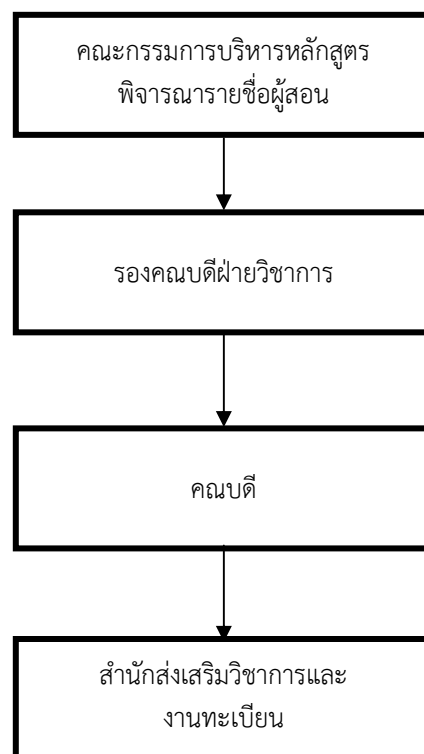 คณะกรรมการบริหารหลักสูตร
พิจารณารายชื่อผู้สอน
รองคณบดีฝ่ายวิชาการ
คณบดี
สำนักส่งเสริมวิชาการและ
งานทะเบียน